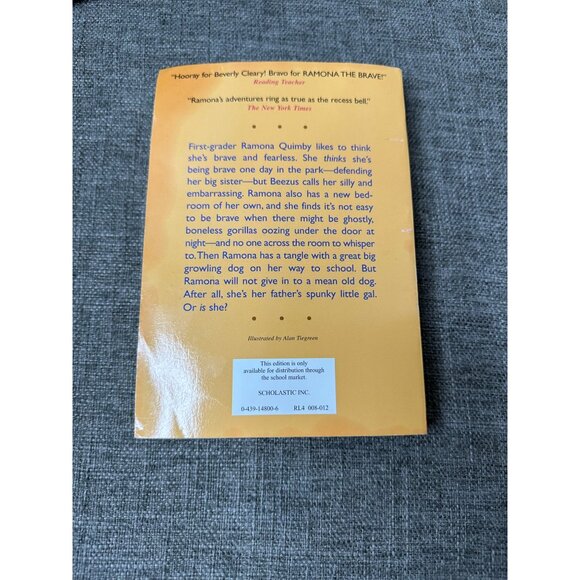 "Hooray for Beverly Cleary! Bravo for RAMONA THE BRAVE!"
Reading Teacher
"Ramona's adventures ring as true as the recess bell."
The New York Times
First-grader Ramona Quimby likes to think
she's brave and fearless. She thinks she's
being brave one day in the park—defending
her big sister—but Beezus calls her silly and
embarrassing. Ramona also has a new bed-
room of her own, and she finds it's not easy
to be brave when there might be ghostly,
boneless gorillas oozing under the door at
night—and no one across the room to whisper
to. Then Ramona has a tangle with a great big
growling dog on her way to school. But
Ramona will not give in to a mean old dog.
After all, she's her father's spunky little gal.
Or is she?
Illustrated by Alan Tiegreen
This edition is only
available for distribution through
the school market.
SCHOLASTIC INC.
0-439-14800-6 RL4 008-012